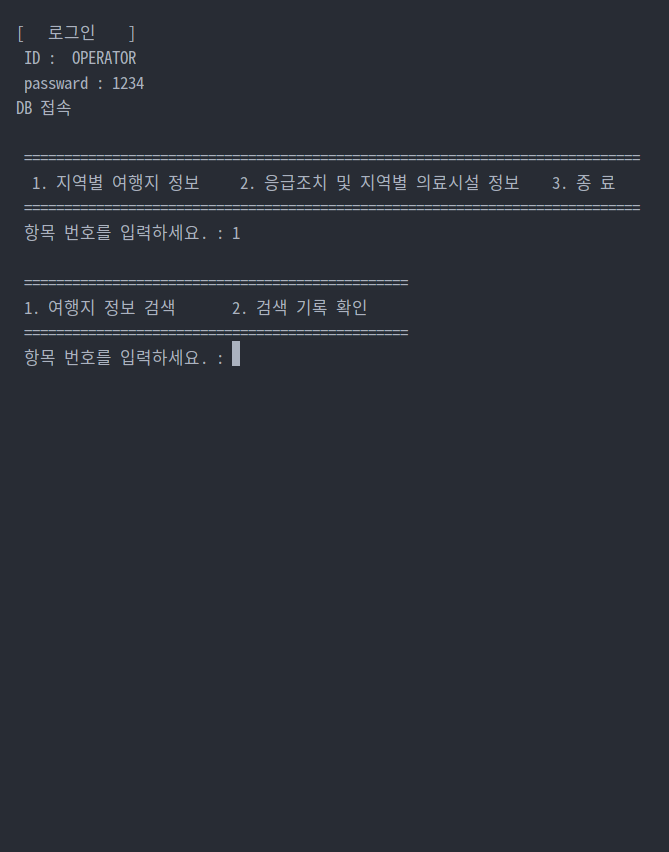 [   로그인    ]
ID :  OPERATOR
passward : 1234
DB 접속
=============================================================================
1. 지역별 여행지 정보     2. 응급조치 및 지역별 의료시설 정보    3. 종 료
=============================================================================
항목 번호를 입력하세요. : 1
================================================
1. 여행지 정보 검색       2. 검색 기록 확인
================================================
항목 번호를 입력하세요. :